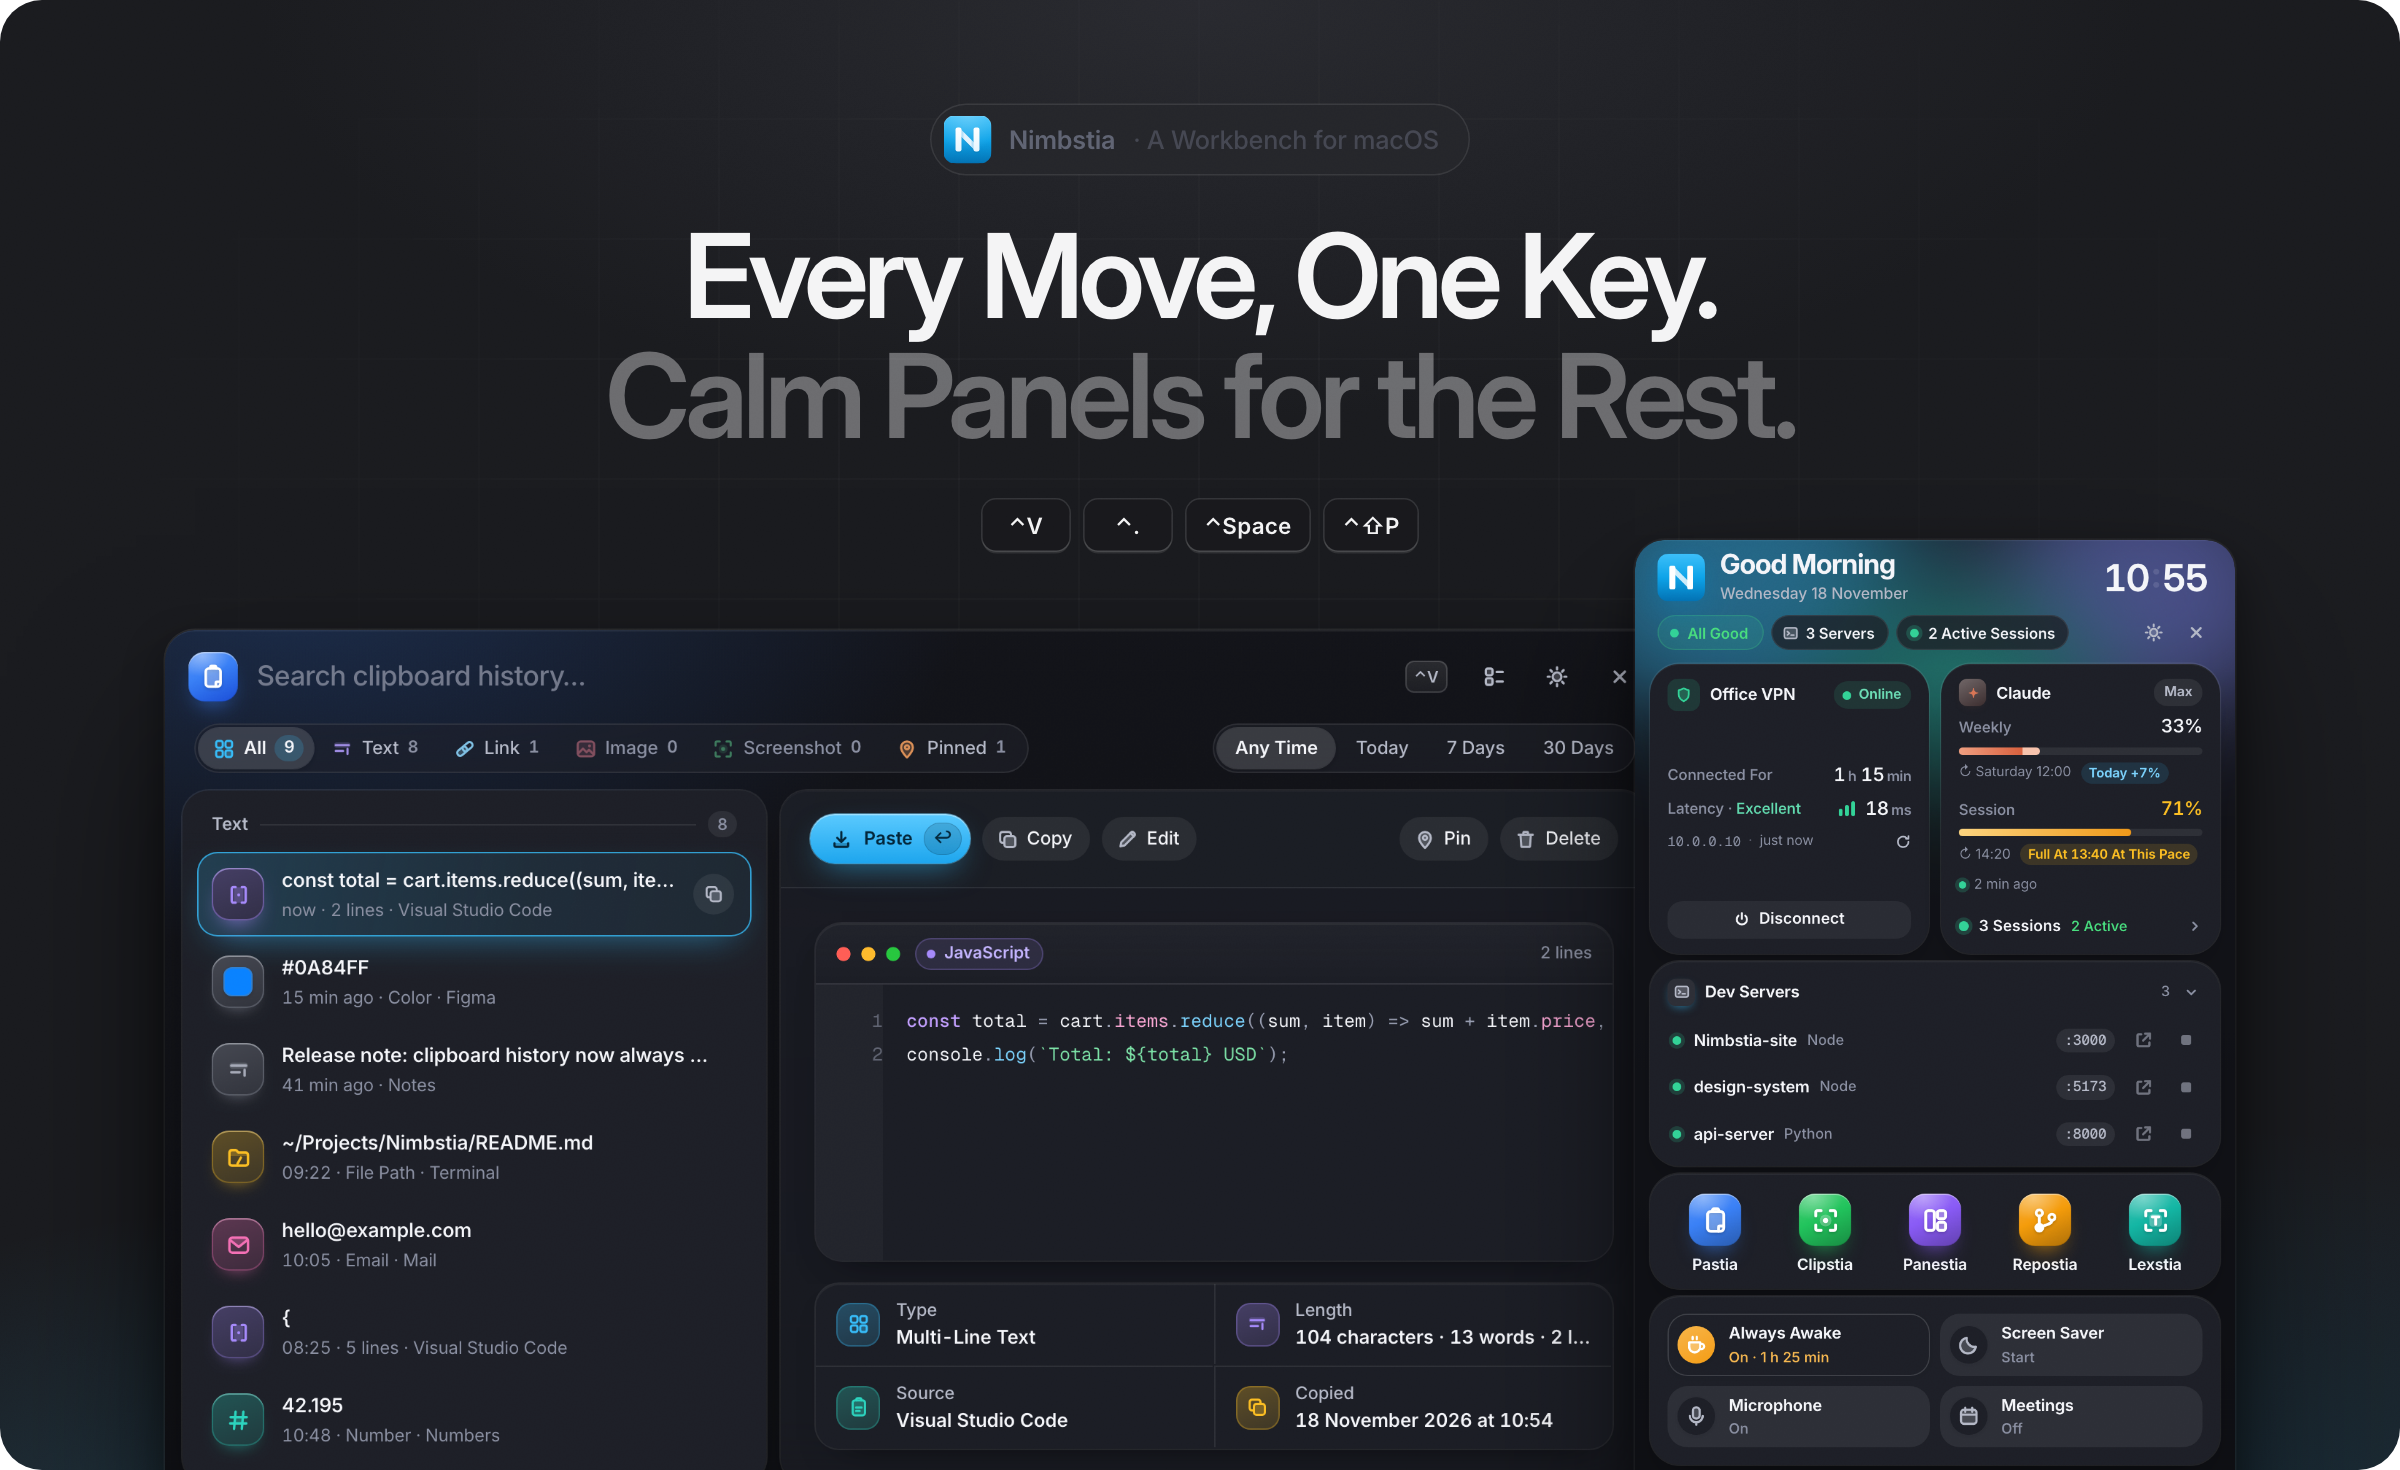 Nimbstia · A Workbench for macOS
Every Move, One Key.
Calm Panels for the Rest.
^V ^. ^Space ^⇧P
Search clipboard history...
^V
All 9 Text 8 Link 1 Image 0 Screenshot 0 Pinned 1
Any Time Today 7 Days 30 Days
Text 8
const total = cart.items.reduce((sum, ite...
now · 2 lines · Visual Studio Code
#0A84FF
15 min ago · Color · Figma
Release note: clipboard history now always ...
41 min ago · Notes
~/Projects/Nimbstia/README.md
09:22 · File Path · Terminal
hello@example.com
10:05 · Email · Mail
{
08:25 · 5 lines · Visual Studio Code
42.195
10:48 · Number · Numbers
Paste Copy Edit Pin Delete
JavaScript 2 lines
1 const total = cart.items.reduce((sum, item) => sum + item.price,
2 console.log(`Total: ${total} USD`);
Type
Multi-Line Text
Length
104 characters · 13 words · 2 l...
Source
Visual Studio Code
Copied
18 November 2026 at 10:54
Good Morning
Wednesday 18 November
10:55
All Good 3 Servers 2 Active Sessions
Office VPN Online
Connected For 1 h 15 min
Latency · Excellent 18 ms
10.0.0.10 · just now
Disconnect
Claude Max
Weekly 33%
Saturday 12:00 Today +7%
Session 71%
14:20 Full At 13:40 At This Pace
2 min ago
3 Sessions 2 Active
Dev Servers 3
Nimbstia-site Node :3000
design-system Node :5173
api-server Python :8000
Pastia Clipstia Panestia Repostia Lexstia
Always Awake
On · 1 h 25 min
Screen Saver
Start
Microphone
On
Meetings
Off